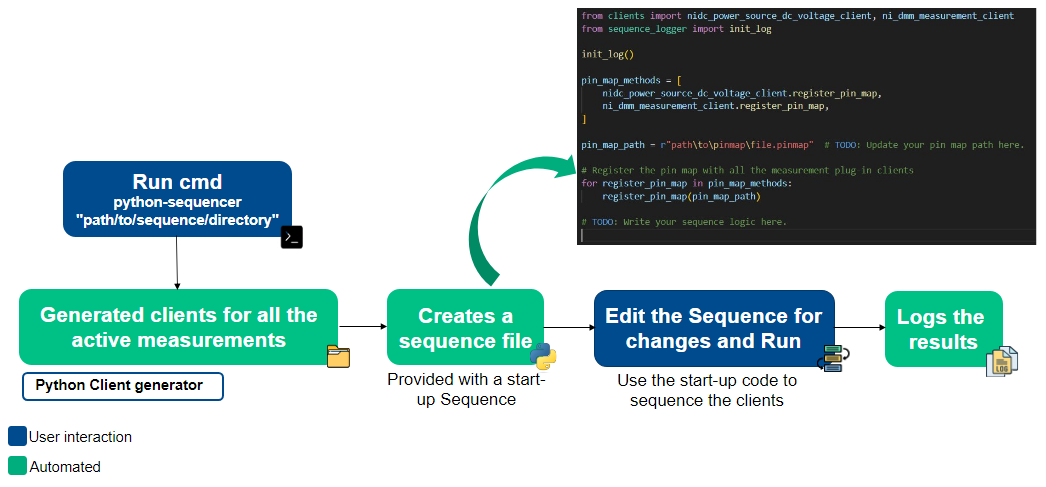 from clients import nidc_power_source_dc_voltage_client, ni_dmm_measurement_client
from sequence_logger import init_log
init_log()
pin_map_methods = [
nidc_power_source_dc_voltage_client.register_pin_map,
ni_dmm_measurement_client.register_pin_map,
]
pin_map_path = r"path\to\pinmap\file.pinmap" # TODO: Update your pin map path here.
# Register the pin map with all the measurement plug in clients
for register_pin_map in pin_map_methods:
register_pin_map(pin_map_path)
# TODO: Write your sequence logic here.
Run cmd
python-sequencer
"path/to/sequence/directory"
Generated clients for all the
active measurements
Python Client generator
Creates a
sequence file
Provided with a start-
up Sequence
Edit the Sequence for
changes and Run
Use the start-up code to
sequence the clients
Logs the
results
LOG
User interaction
Automated